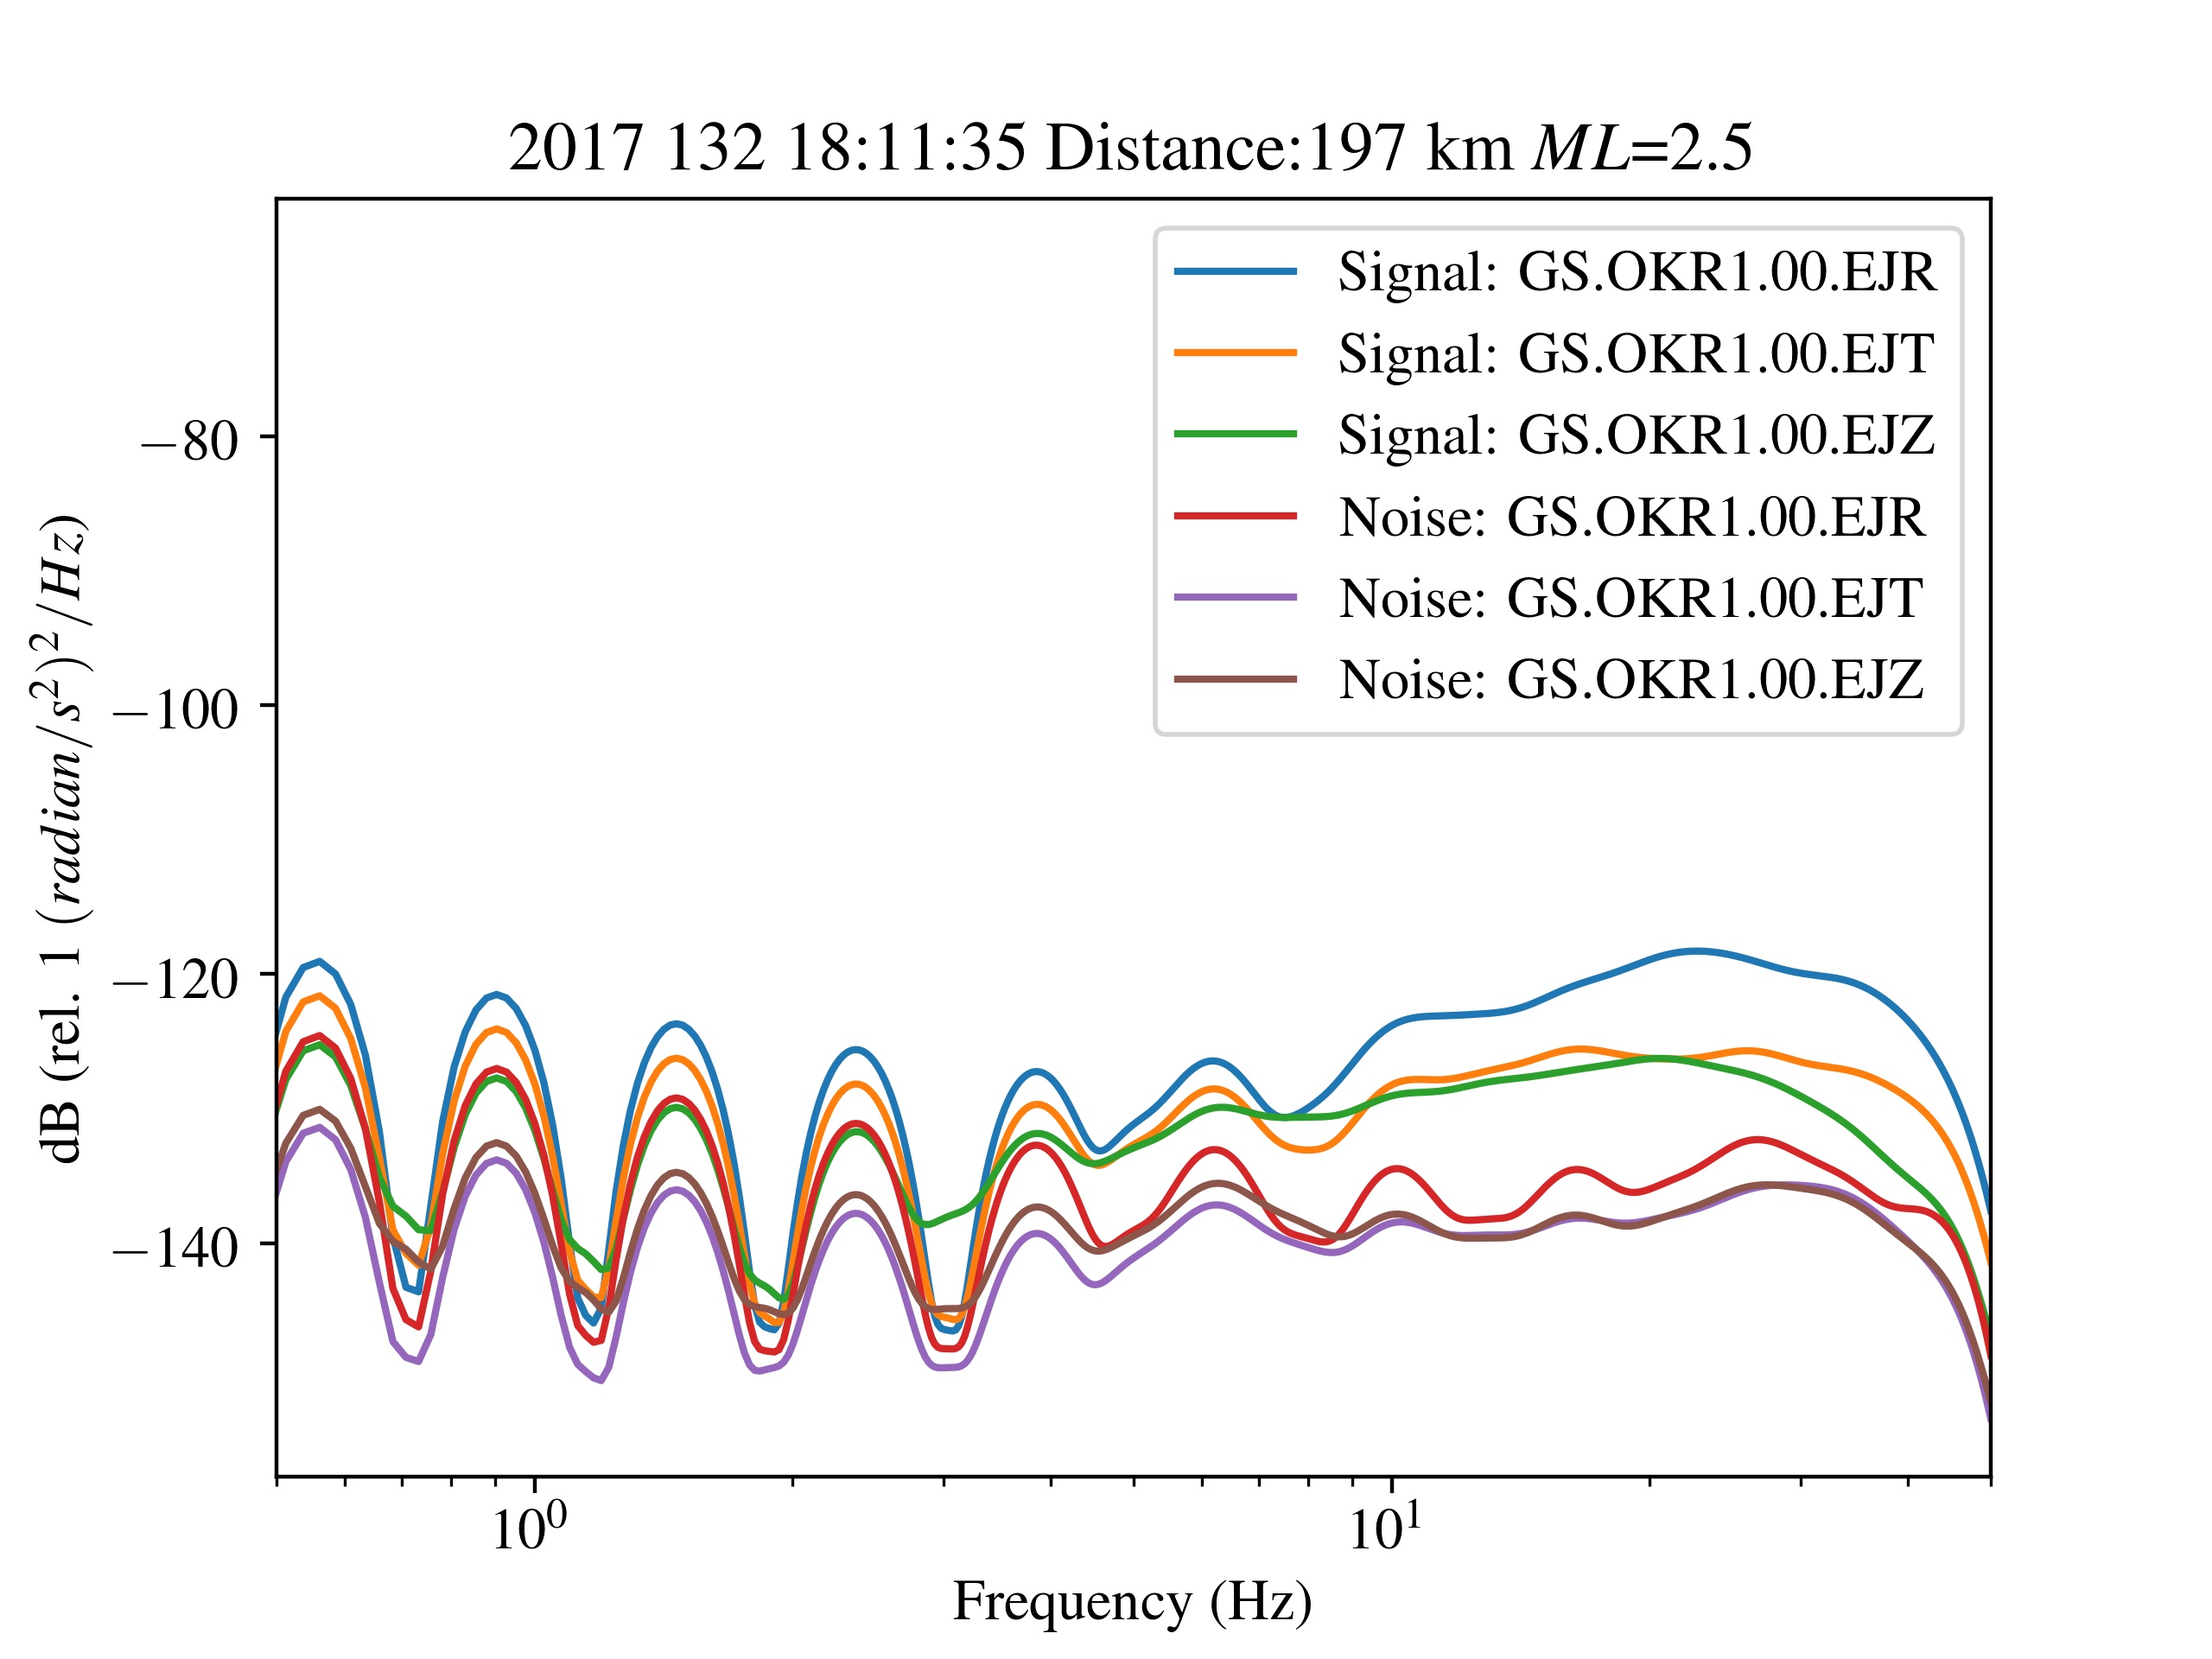 2017 132 18:11:35 Distance:197 km ML=2.5
Signal: GS.OKR1.00.EJR
Signal: GS.OKR1.00.EJT
Signal: GS.OKR1.00.EJZ
Noise: GS.OKR1.00.EJR
Noise: GS.OKR1.00.EJT
Noise: GS.OKR1.00.EJZ
dB (rel. 1 (radian/s²)²/Hz)
−80
−100
−120
−140
10⁰
10¹
Frequency (Hz)